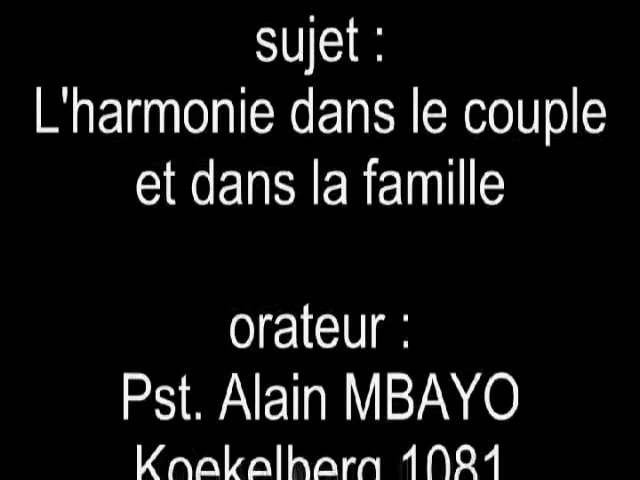 sujet :
L'harmonie dans le couple
et dans la famille
orateur :
Pst. Alain MBAYO
Koekelberg 1081